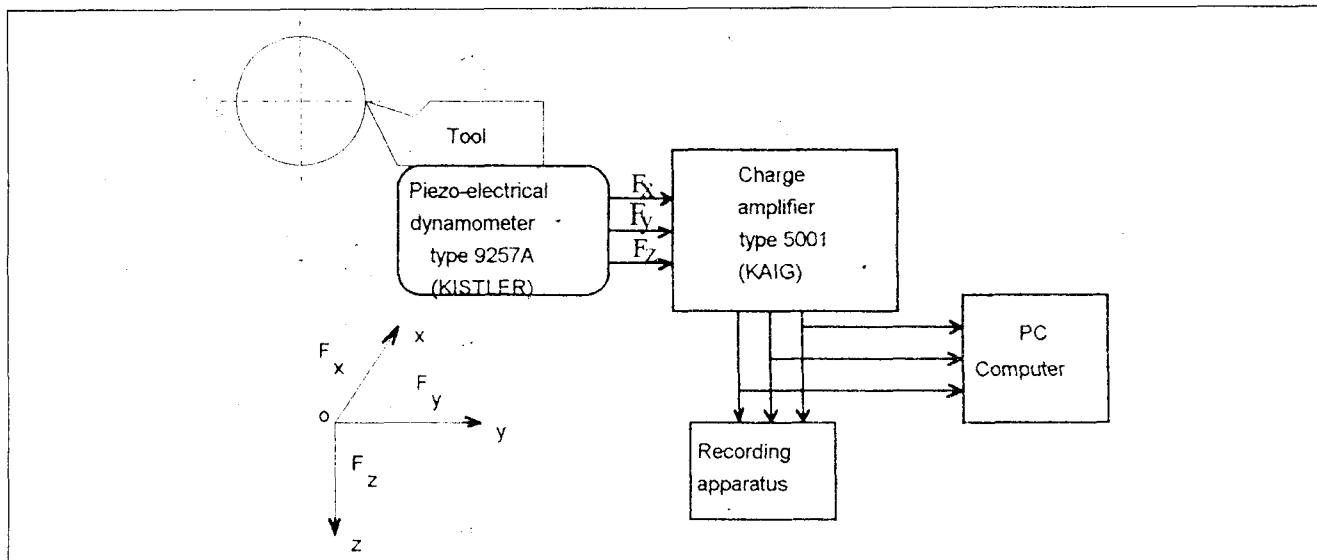 Tool
Piezo-electrical
dynamometer
type 9257A
(KISTLER)
Fx
Fy
Fz
Charge
amplifier
type 5001
(KAIG)
PC
Computer
Recording
apparatus
F x
x
F y
o
y
F z
z